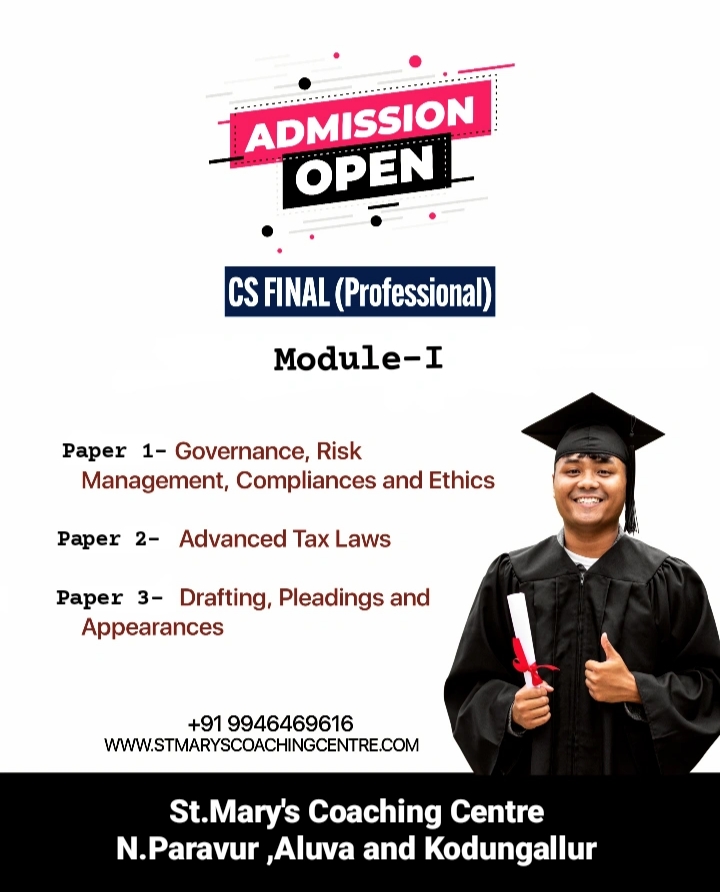 ADMISSION
OPEN
CS FINAL (Professional)
Module-I
Paper 1- Governance, Risk
Management, Compliances and Ethics
Paper 2- Advanced Tax Laws
Paper 3- Drafting, Pleadings and
Appearances
+91 9946469616
WWW.STMARYSCOACHINGCENTRE.COM
St.Mary's Coaching Centre
N.Paravur ,Aluva and Kodungallur